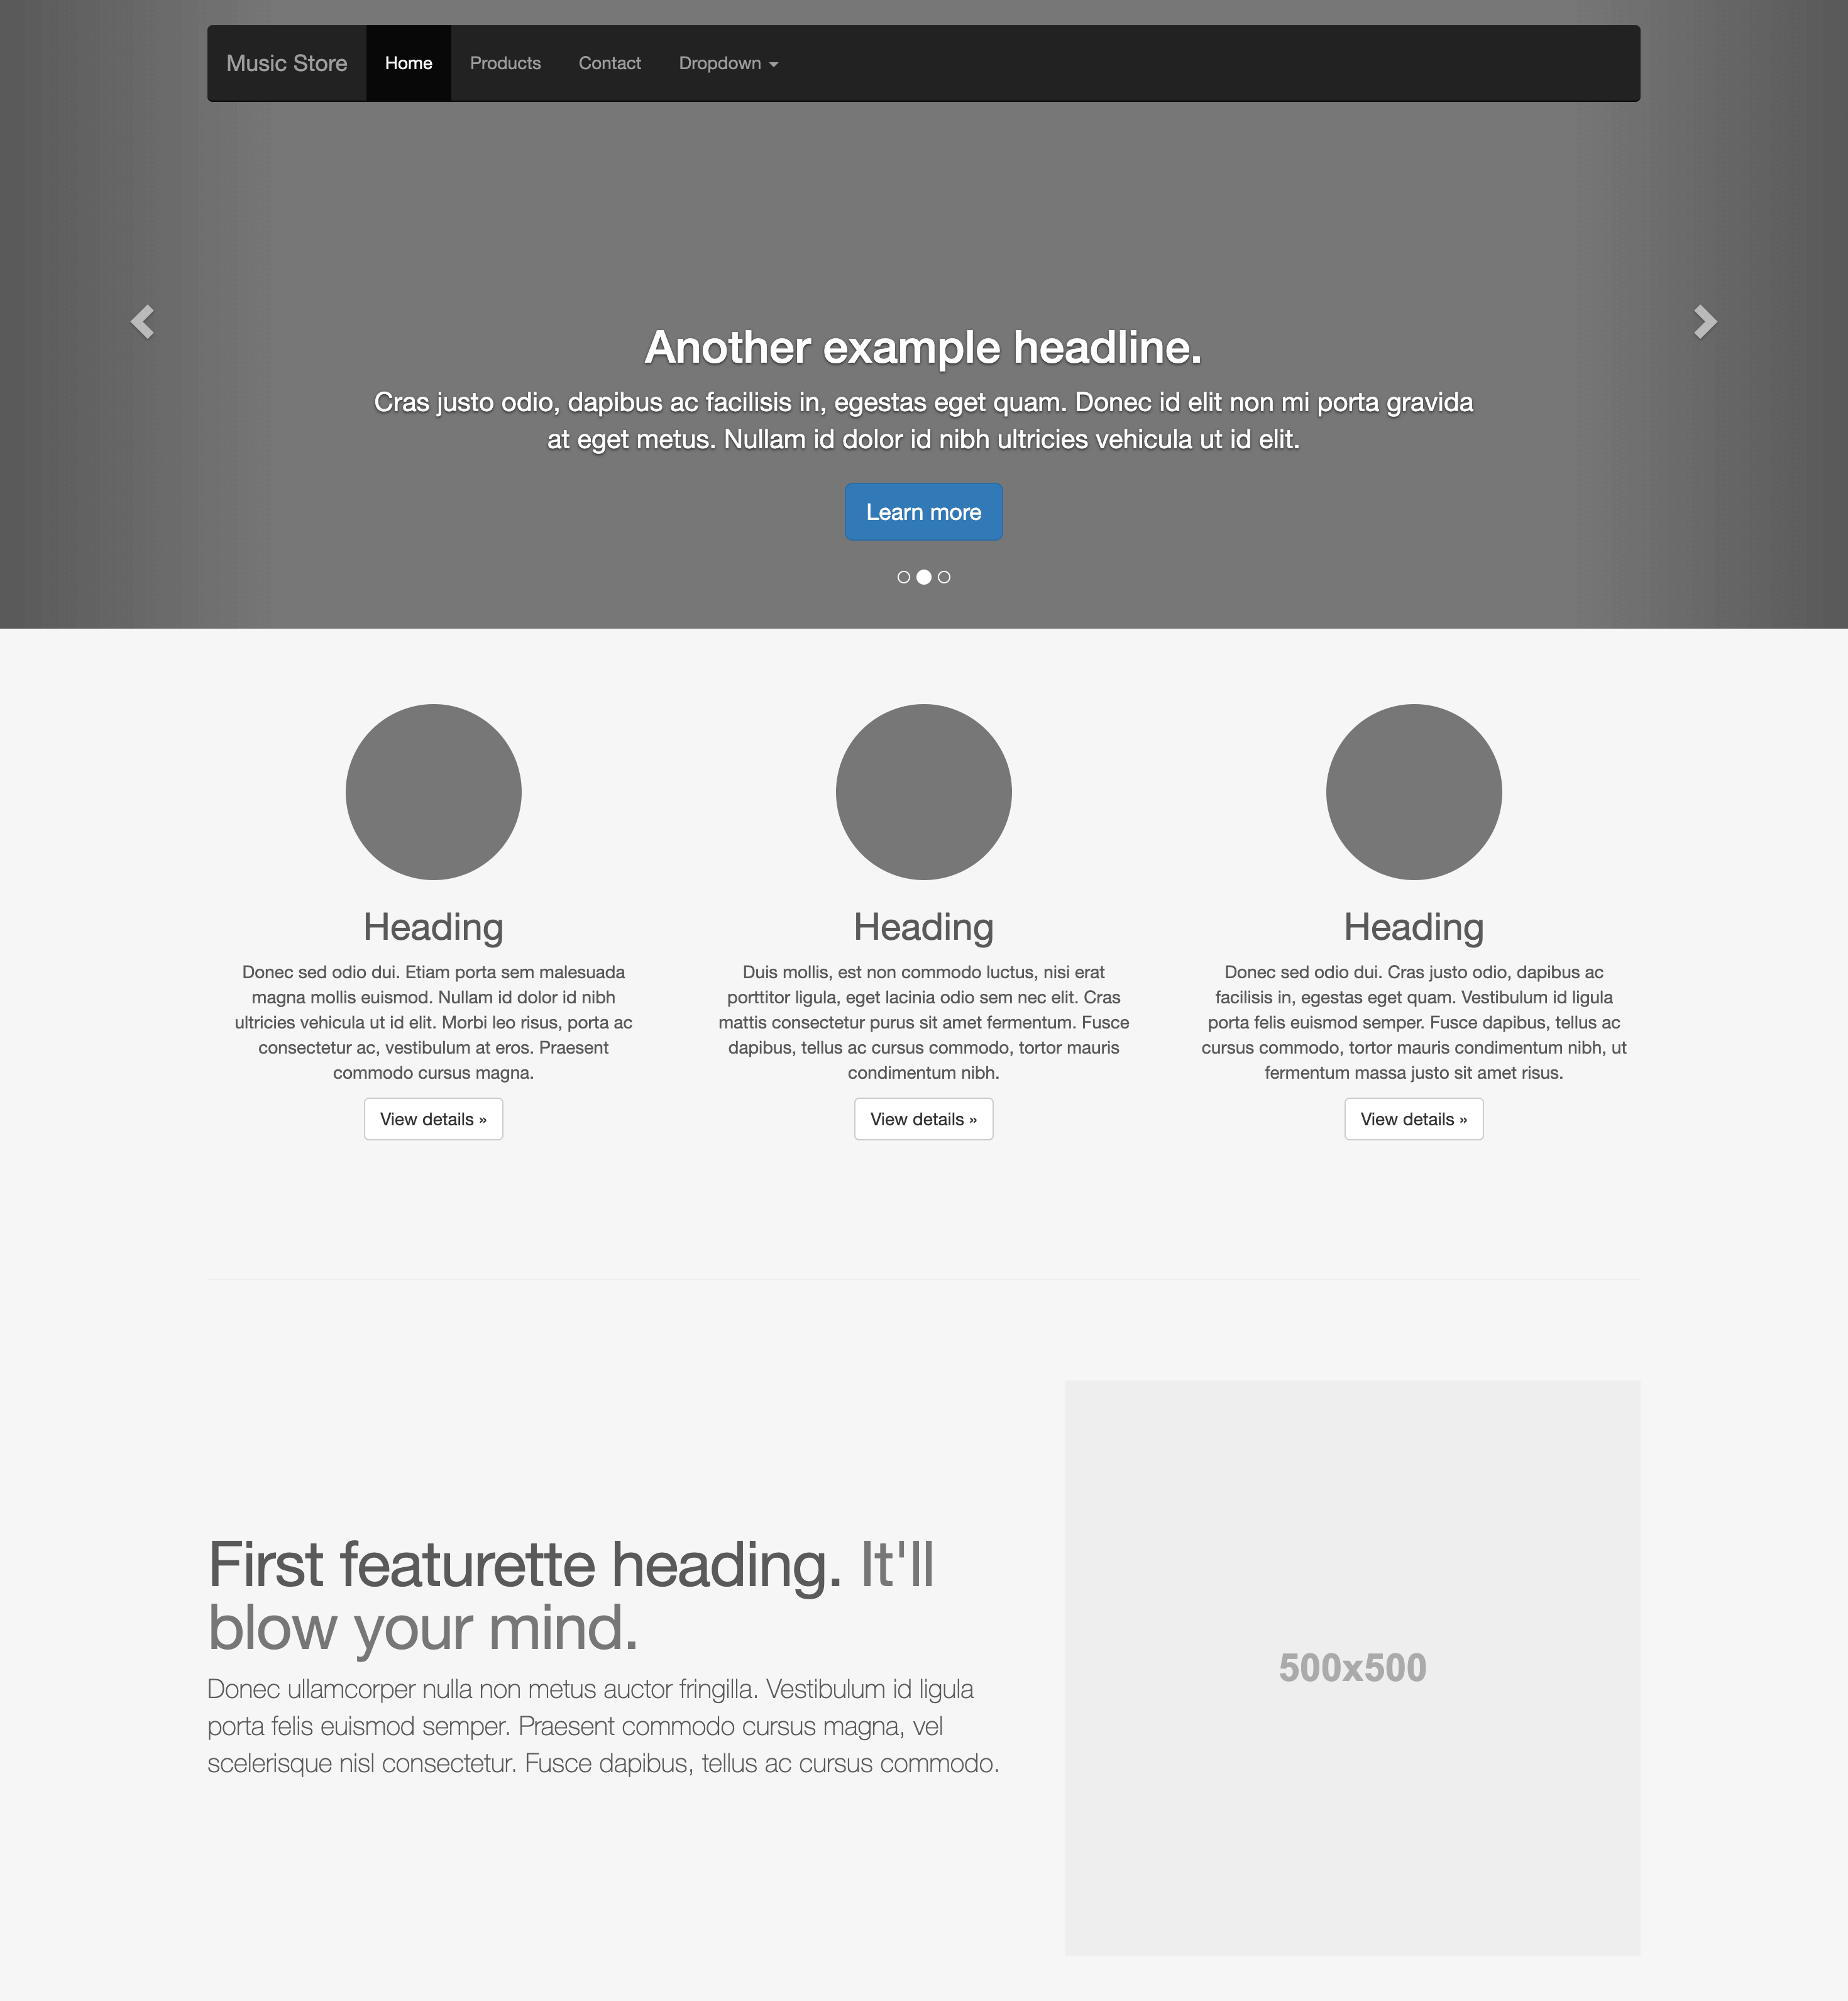 Music Store Home Products Contact Dropdown
Another example headline.
Cras justo odio, dapibus ac facilisis in, egestas eget quam. Donec id elit non mi porta gravida
at eget metus. Nullam id dolor id nibh ultricies vehicula ut id elit.
Learn more
Heading
Donec sed odio dui. Etiam porta sem malesuada
magna mollis euismod. Nullam id dolor id nibh
ultricies vehicula ut id elit. Morbi leo risus, porta ac
consectetur ac, vestibulum at eros. Praesent
commodo cursus magna.
View details »
Heading
Duis mollis, est non commodo luctus, nisi erat
porttitor ligula, eget lacinia odio sem nec elit. Cras
mattis consectetur purus sit amet fermentum. Fusce
dapibus, tellus ac cursus commodo, tortor mauris
condimentum nibh.
View details »
Heading
Donec sed odio dui. Cras justo odio, dapibus ac
facilisis in, egestas eget quam. Vestibulum id ligula
porta felis euismod semper. Fusce dapibus, tellus ac
cursus commodo, tortor mauris condimentum nibh, ut
fermentum massa justo sit amet risus.
View details »
First featurette heading. It'll
blow your mind.
Donec ullamcorper nulla non metus auctor fringilla. Vestibulum id ligula
porta felis euismod semper. Praesent commodo cursus magna, vel
scelerisque nisl consectetur. Fusce dapibus, tellus ac cursus commodo.
500x500